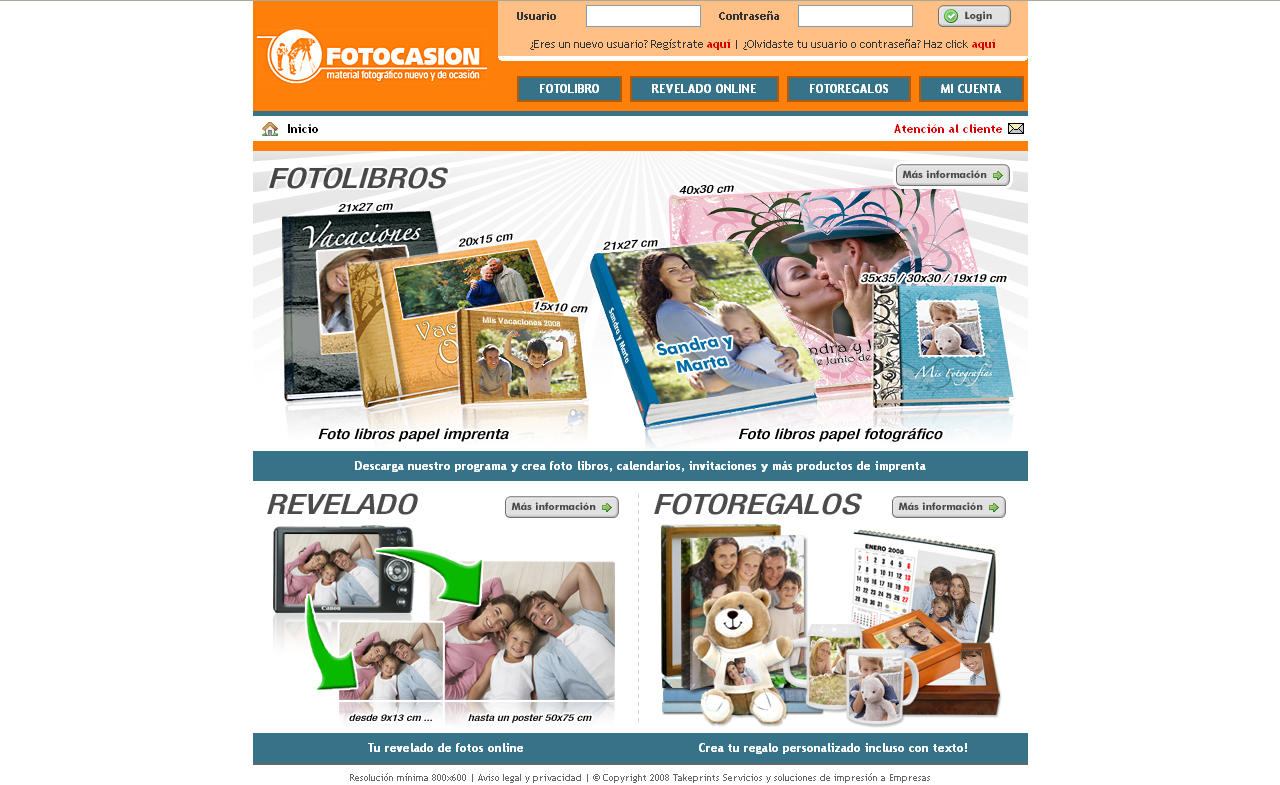 Usuario Contraseña Login
¿Eres un nuevo usuario? Regístrate aquí | ¿Olvidaste tu usuario o contraseña? Haz click aquí
FOTOCASION
material fotográfico nuevo y de ocasión
FOTOLIBRO REVELADO ONLINE FOTOREGALOS MI CUENTA
Inicio Atención al cliente
FOTOLIBROS Más información
40x30 cm
21x27 cm
Vacaciones
20x15 cm
21x27 cm
35x35 / 30x30 / 19x19 cm
15x10 cm
Mis Vacaciones 2008
Sandra y Marta
Sandra y
Marta
Mis Fotografías
Foto libros papel imprenta Foto libros papel fotográfico
Descarga nuestro programa y crea foto libros, calendarios, invitaciones y más productos de imprenta
REVELADO Más información
FOTOREGALOS Más información
ENERO 2008
Canon
desde 9x13 cm ... hasta un poster 50x75 cm
Tu revelado de fotos online Crea tu regalo personalizado incluso con texto!
Resolución mínima 800x600 | Aviso legal y privacidad | © Copyright 2008 Takeprints Servicios y soluciones de impresión a Empresas